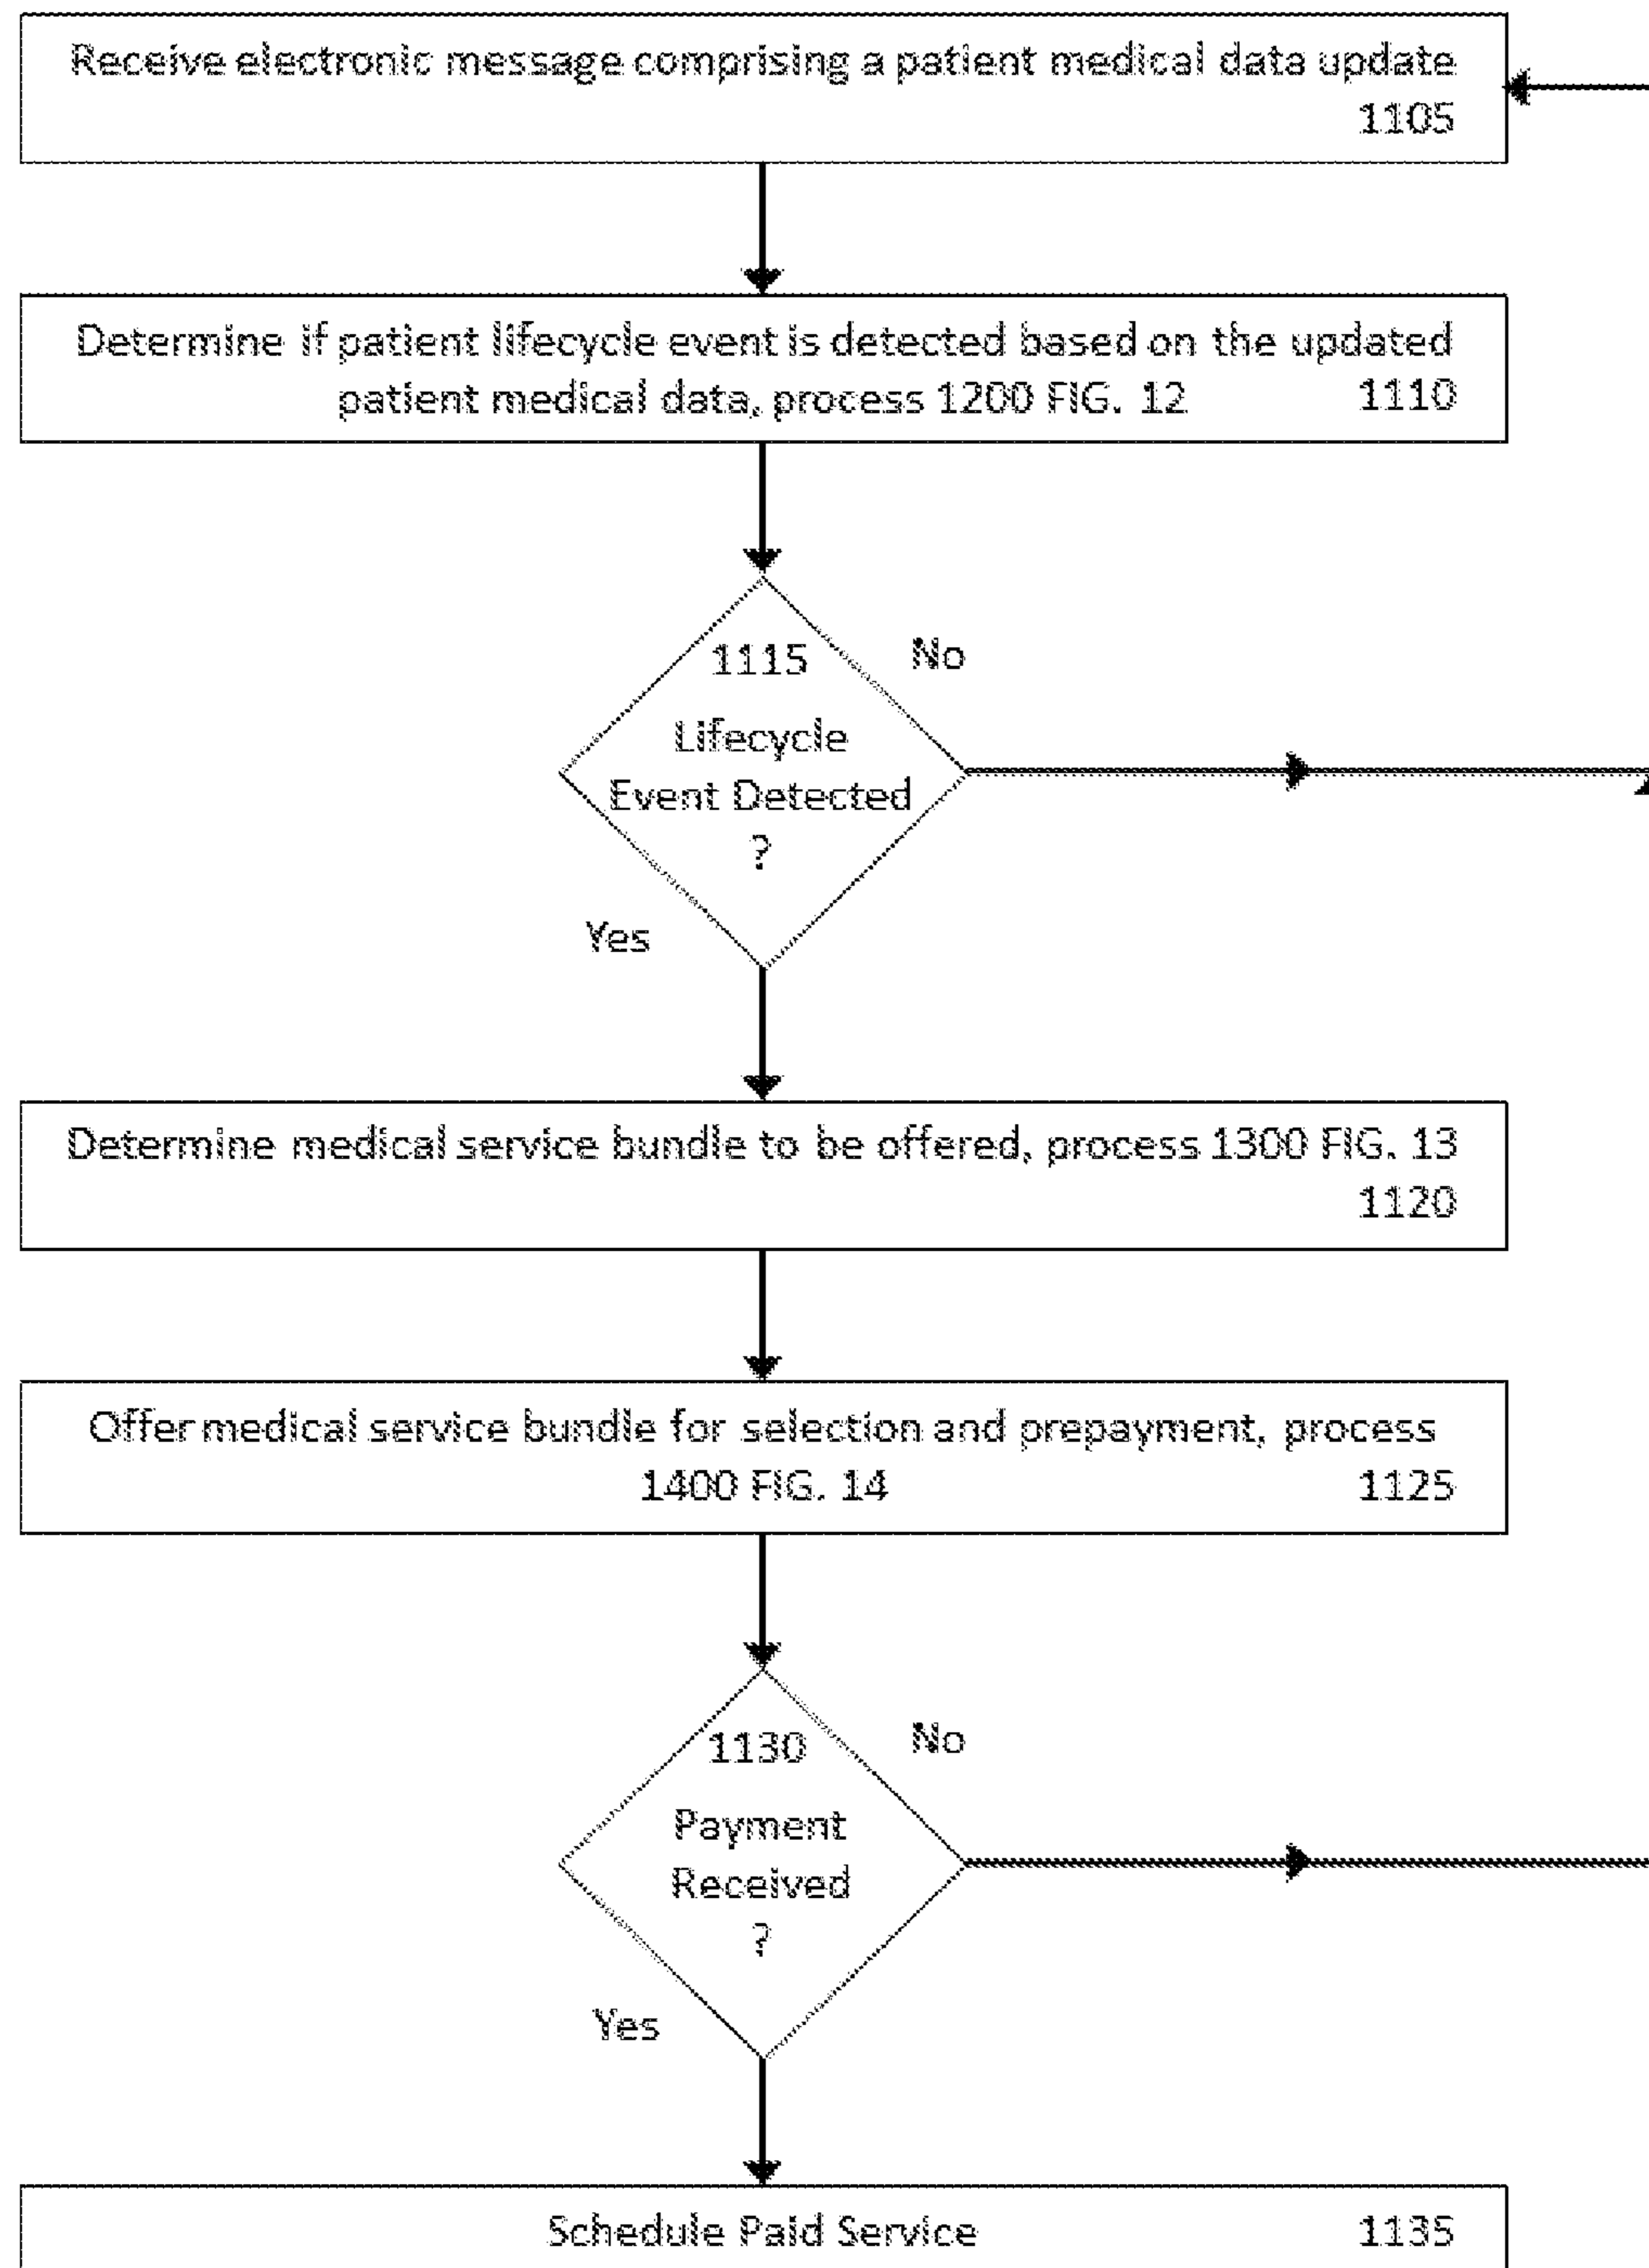 Receive electronic message comprising a patient medical data update
1105
Determine if patient lifecycle event is detected based on the updated
patient medical data, process 1200 FIG. 12 1110
1115
No
Lifecycle
Event Detected
?
Yes
Determine medical service bundle to be offered, process 1300 FIG. 13
1120
Offer medical service bundle for selection and prepayment, process
1400 FIG. 14 1125
1130
No
Payment
Received
?
Yes
Schedule Paid Service 1135